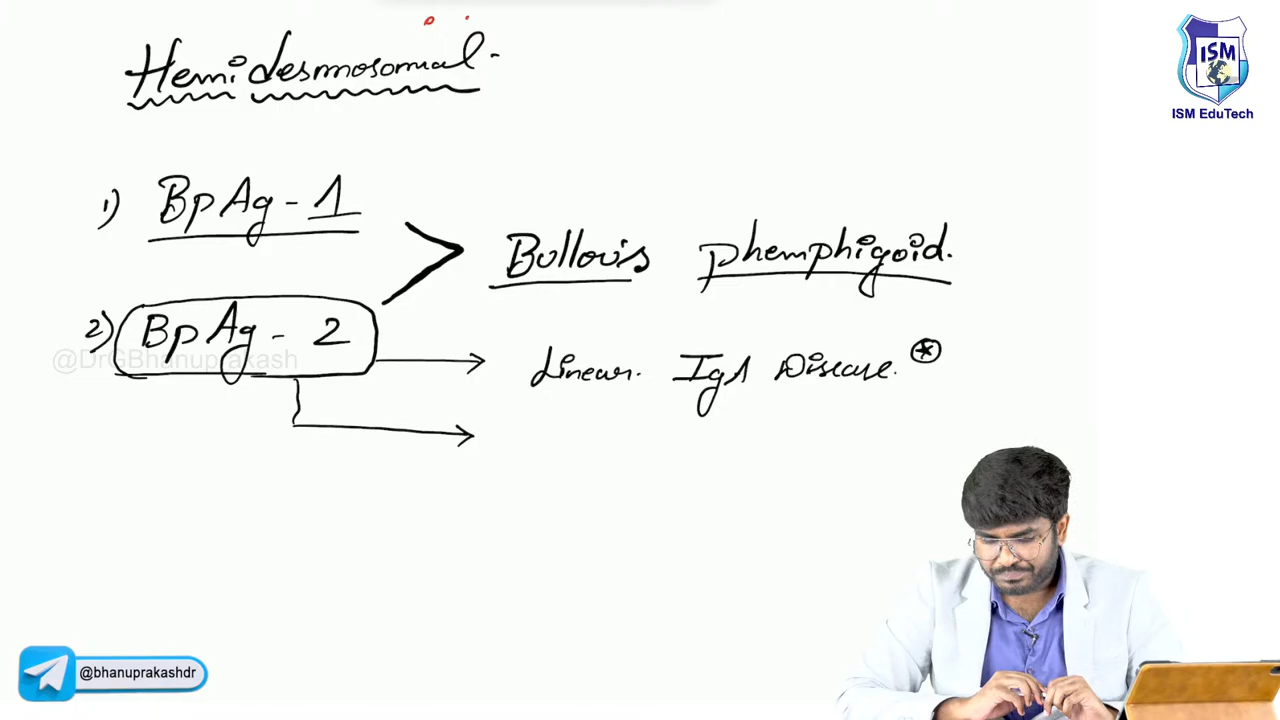 Hemidesmosomal.
ISM
ISM EduTech
1) BpAg - 1
Bullous phemphigoid.
2) BpAg - 2
@DrGBhanuprakash
Linear. IgA Disease.
@bhanuprakashdr